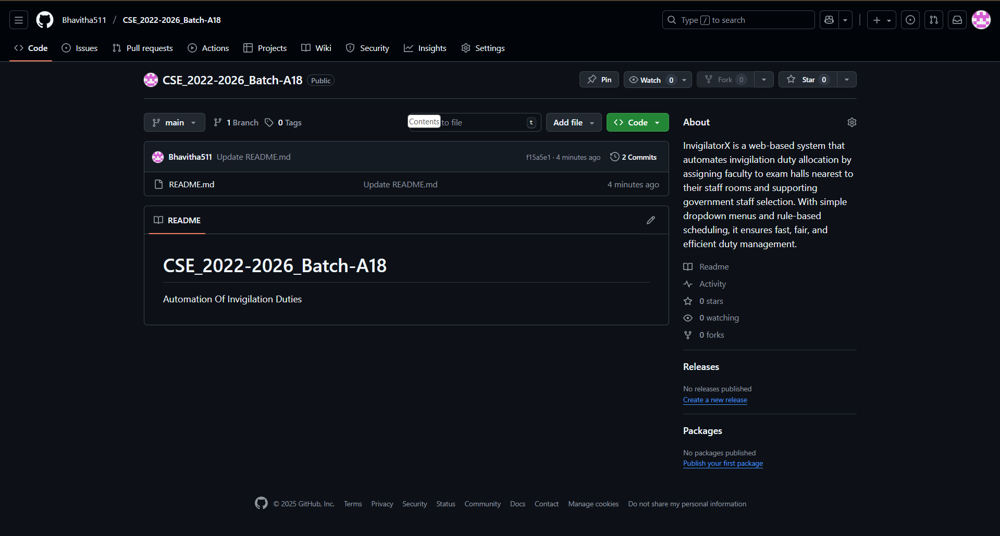 Bhavitha511 / CSE_2022-2026_Batch-A18
Type / to search
Code Issues Pull requests Actions Projects Wiki Security Insights Settings
CSE_2022-2026_Batch-A18 Public
Pin Watch 0 Fork 0 Star 0
main 1 Branch 0 Tags
Contents to file t Add file Code
Bhavitha511 Update README.md f15a5e1 · 4 minutes ago 2 Commits
README.md Update README.md 4 minutes ago
README
CSE_2022-2026_Batch-A18
Automation Of Invigilation Duties
About
InvigilatorX is a web-based system that
automates invigilation duty allocation by
assigning faculty to exam halls nearest to
their staff rooms and supporting
government staff selection. With simple
dropdown menus and rule-based
scheduling, it ensures fast, fair, and
efficient duty management.
Readme
Activity
0 stars
0 watching
0 forks
Releases
No releases published
Create a new release
Packages
No packages published
Publish your first package
© 2025 GitHub, Inc. Terms Privacy Security Status Community Docs Contact Manage cookies Do not share my personal information